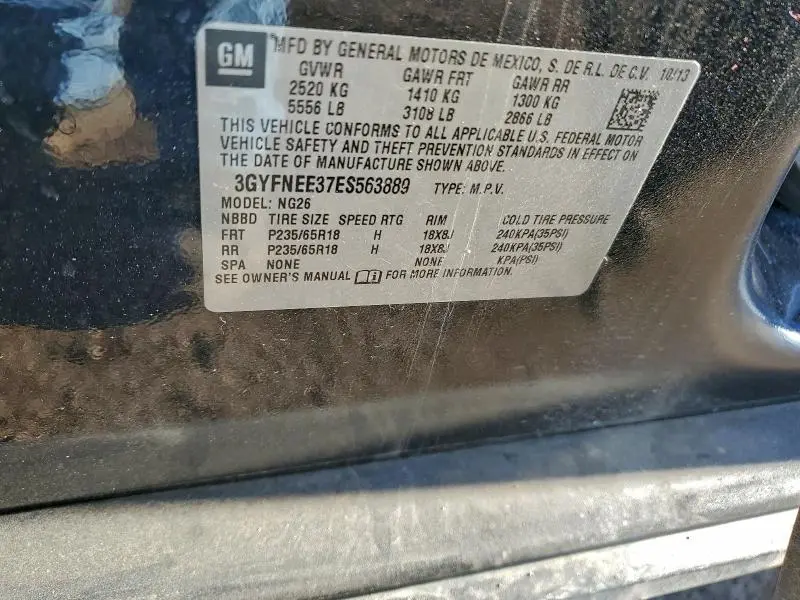 GM MFD BY GENERAL MOTORS DE MEXICO, S. DE R.L. DE C.V. 10/13
GVWR GAWR FRT GAWR RR
2520 KG 1410 KG 1300 KG
5556 LB 3108 LB 2866 LB
THIS VEHICLE CONFORMS TO ALL APPLICABLE U.S. FEDERAL MOTOR
VEHICLE SAFETY AND THEFT PREVENTION STANDARDS IN EFFECT ON
THE DATE OF MANUFACTURE SHOWN ABOVE.
3GYFNEE37ES563889 TYPE: M.P.V.
MODEL: NG26
NBBD TIRE SIZE SPEED RTG RIM COLD TIRE PRESSURE
FRT P235/65R18 H 18X8J 240KPA(35PSI)
RR P235/65R18 H 18X8J 240KPA(35PSI)
SPA NONE NONE KPA(PSI)
SEE OWNER'S MANUAL FOR MORE INFORMATION.